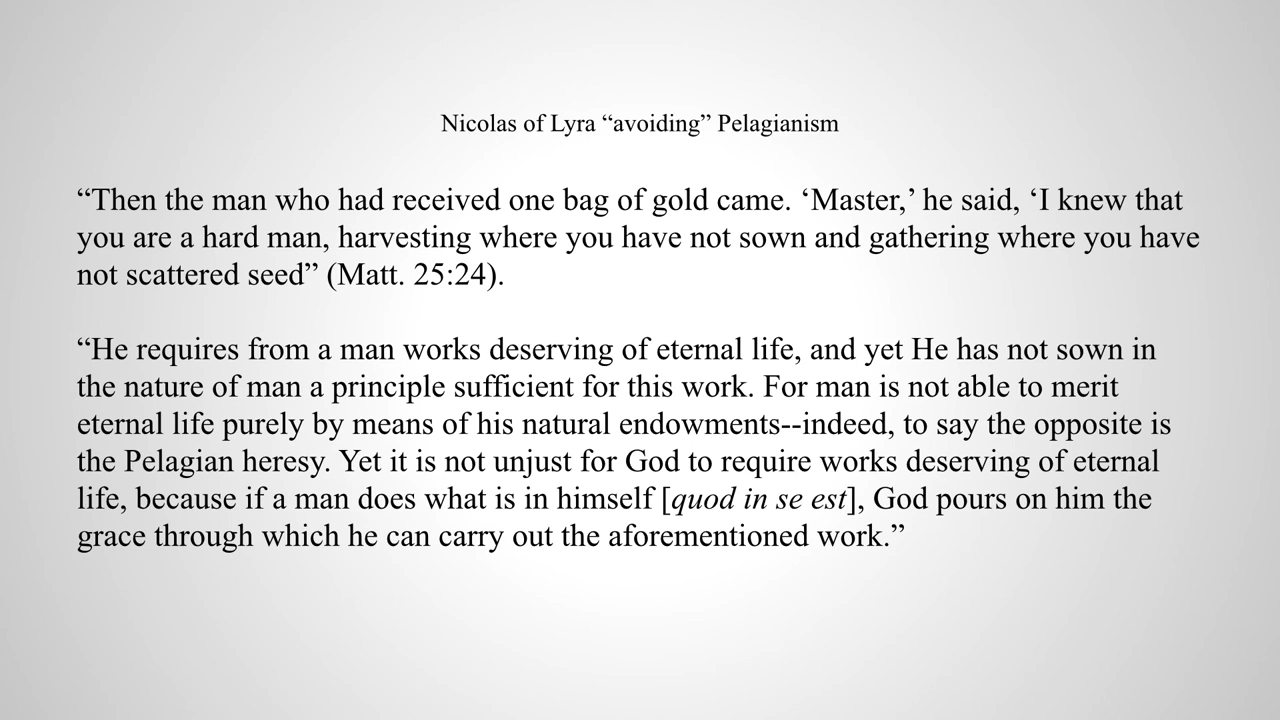 Nicolas of Lyra “avoiding” Pelagianism
“Then the man who had received one bag of gold came. ‘Master,’ he said, ‘I knew that
you are a hard man, harvesting where you have not sown and gathering where you have
not scattered seed” (Matt. 25:24).
“He requires from a man works deserving of eternal life, and yet He has not sown in
the nature of man a principle sufficient for this work. For man is not able to merit
eternal life purely by means of his natural endowments--indeed, to say the opposite is
the Pelagian heresy. Yet it is not unjust for God to require works deserving of eternal
life, because if a man does what is in himself [quod in se est], God pours on him the
grace through which he can carry out the aforementioned work.”